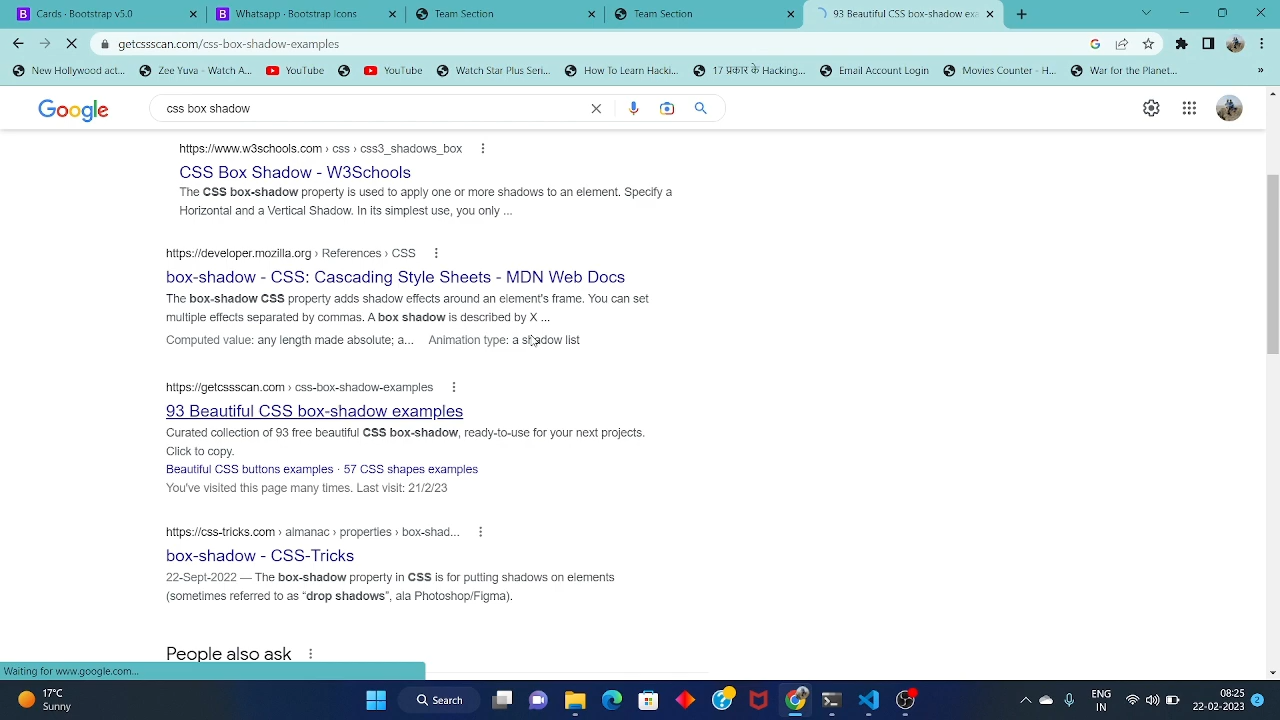 Cards · Bootstrap v5.0
Whatsapp · Bootstrap Icons
Team Section
Team Section
93 Beautiful CSS box-shadow exa
getcssscan.com/css-box-shadow-examples
New Hollywood act...
Zee Yuva - Watch A...
YouTube
YouTube
Watch Star Plus Seri...
How To Learn Hacki...
Hacking...
Email Account Login
Movies Counter - H...
War for the Planet...
»
Google
css box shadow
https://www.w3schools.com › css › css3_shadows_box
CSS Box Shadow - W3Schools
The CSS box-shadow property is used to apply one or more shadows to an element. Specify a
Horizontal and a Vertical Shadow. In its simplest use, you only ...
https://developer.mozilla.org › References › CSS
box-shadow - CSS: Cascading Style Sheets - MDN Web Docs
The box-shadow CSS property adds shadow effects around an element's frame. You can set
multiple effects separated by commas. A box shadow is described by X ...
Computed value: any length made absolute; a... Animation type: a shadow list
https://getcssscan.com › css-box-shadow-examples
93 Beautiful CSS box-shadow examples
Curated collection of 93 free beautiful CSS box-shadow, ready-to-use for your next projects.
Click to copy.
Beautiful CSS buttons examples · 57 CSS shapes examples
You've visited this page many times. Last visit: 21/2/23
https://css-tricks.com › almanac › properties › box-shad...
box-shadow - CSS-Tricks
22-Sept-2022 — The box-shadow property in CSS is for putting shadows on elements
(sometimes referred to as “drop shadows”, ala Photoshop/Figma).
People also ask
Waiting for www.google.com...
17°C
Sunny
Search
ENG
IN
08:25
22-02-2023
2